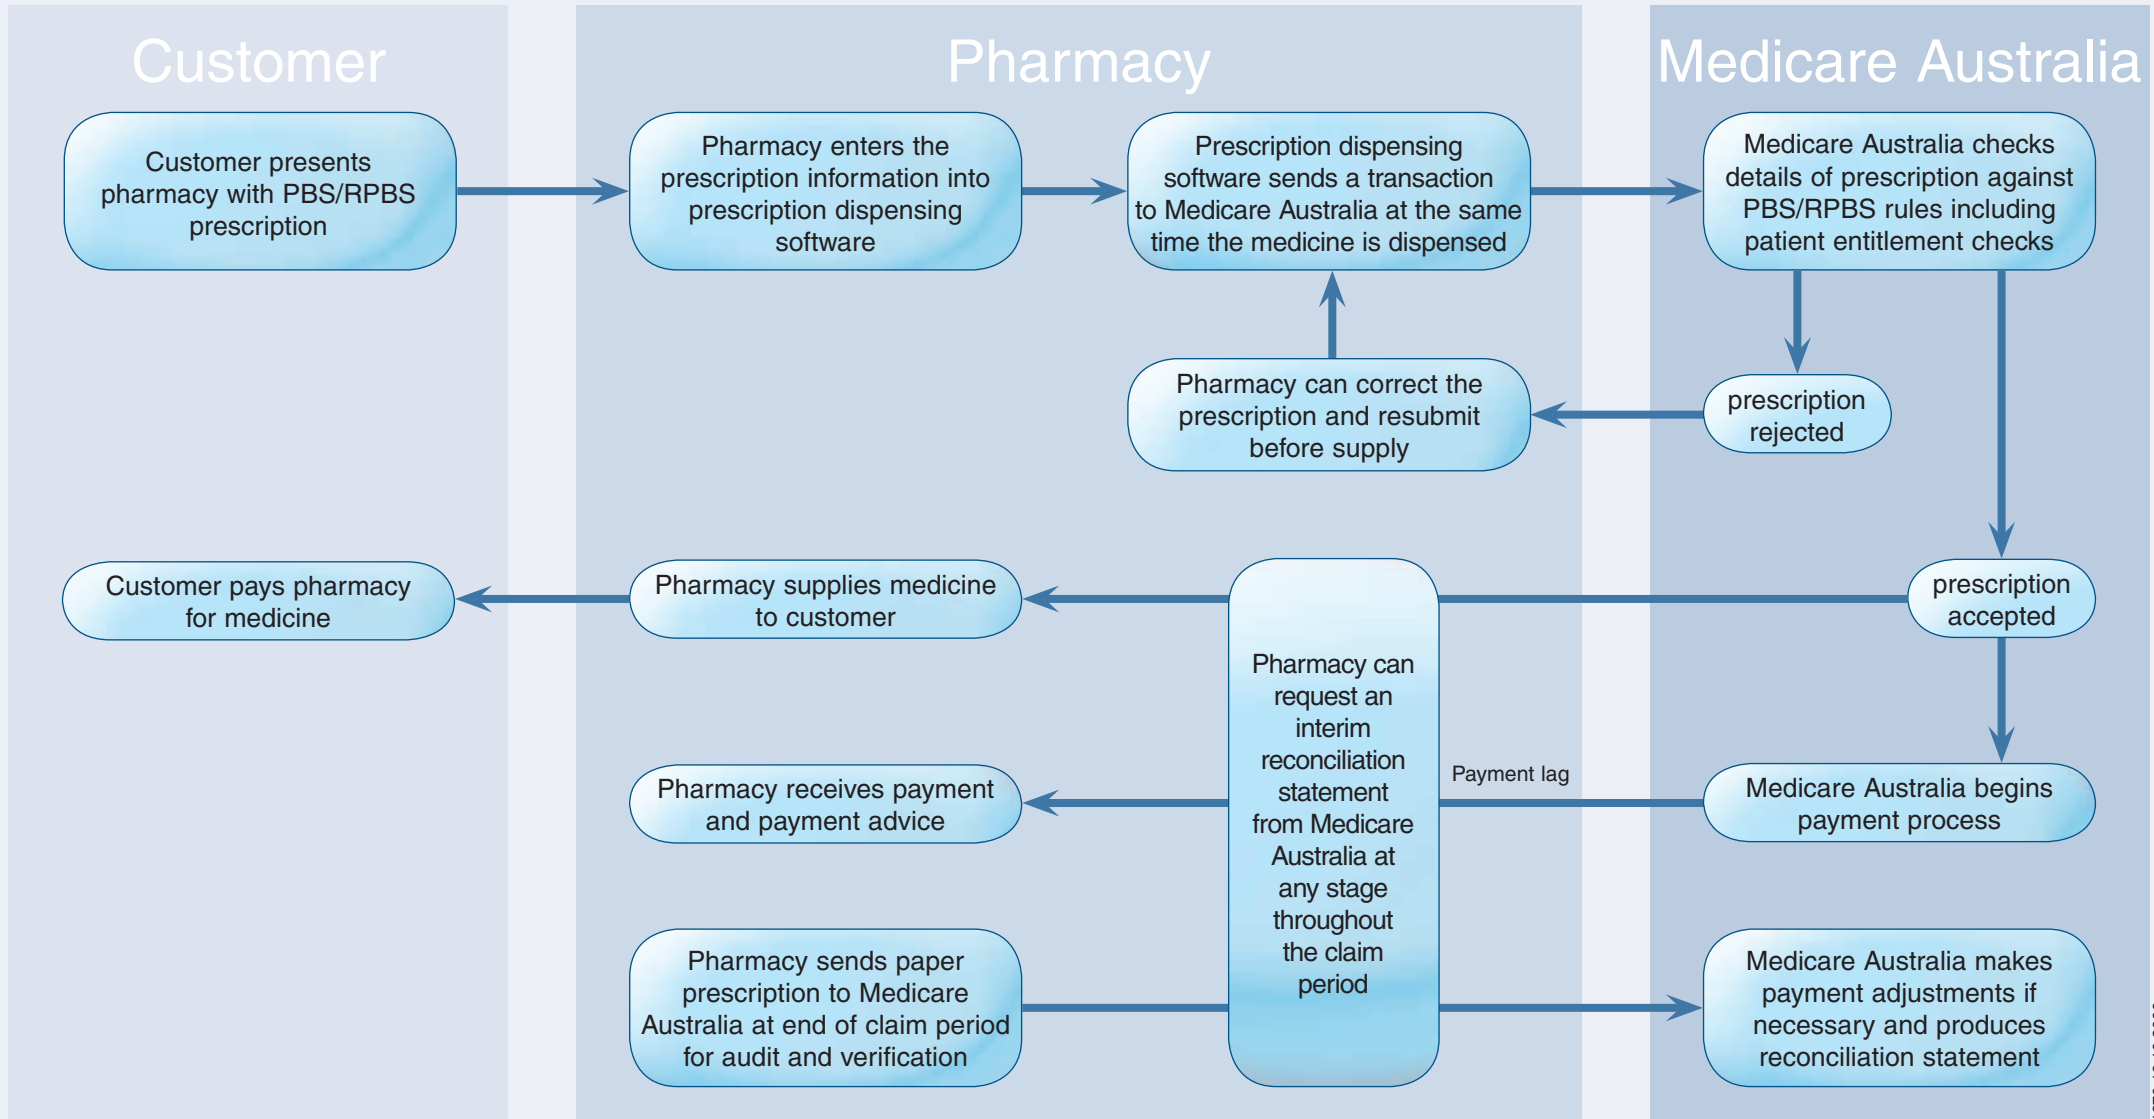 Customer
Pharmacy
Medicare Australia
Customer presents
pharmacy with PBS/RPBS
prescription
Pharmacy enters the
prescription information into
prescription dispensing
software
Prescription dispensing
software sends a transaction
to Medicare Australia at the same
time the medicine is dispensed
Medicare Australia checks
details of prescription against
PBS/RPBS rules including
patient entitlement checks
Pharmacy can correct the
prescription and resubmit
before supply
prescription
rejected
Customer pays pharmacy
for medicine
Pharmacy supplies medicine
to customer
prescription
accepted
Pharmacy can
request an
interim
reconciliation
statement
from Medicare
Australia at
any stage
throughout
the claim
period
Pharmacy receives payment
and payment advice
Payment lag
Medicare Australia begins
payment process
Pharmacy sends paper
prescription to Medicare
Australia at end of claim period
for audit and verification
Medicare Australia makes
payment adjustments if
necessary and produces
reconciliation statement